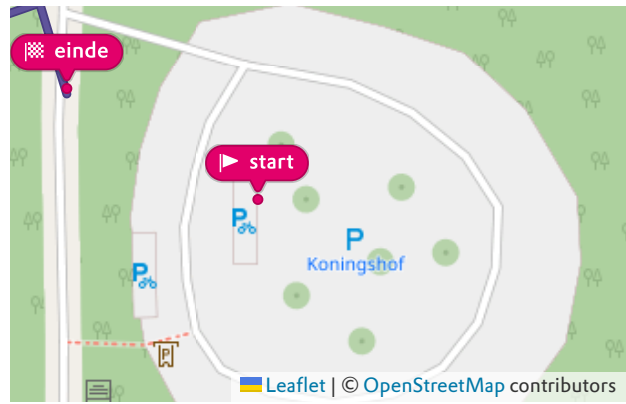 einde
start
P
P
Koningshof
P
P
Leaflet | © OpenStreetMap contributors